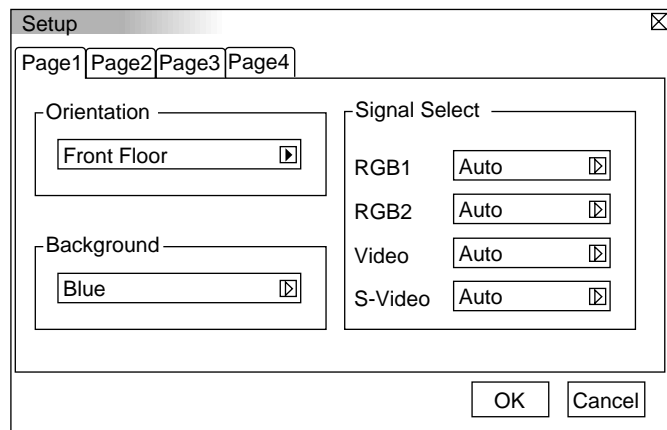 Setup
Page1 Page2 Page3 Page4
Orientation
Front Floor
Background
Blue
Signal Select
RGB1 Auto
RGB2 Auto
Video Auto
S-Video Auto
OK Cancel